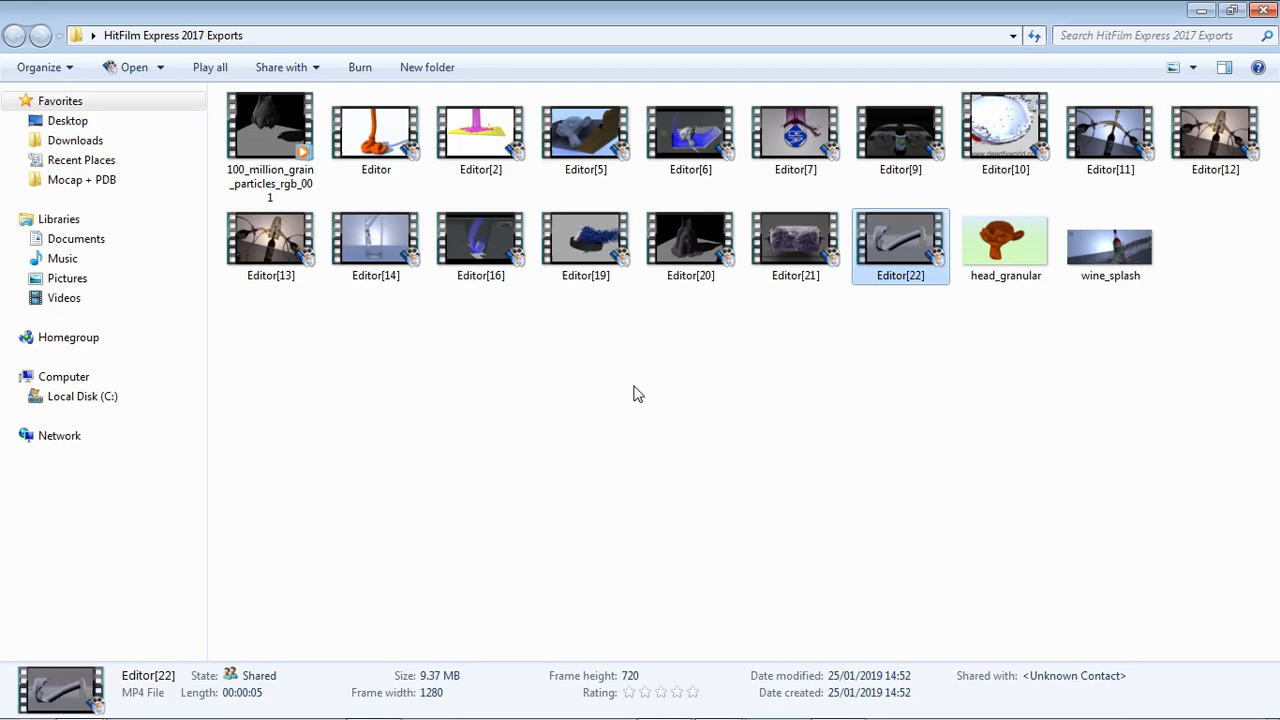 HitFilm Express 2017 Exports
Search HitFilm Express 2017 Exports
Organize Open Play all Share with Burn New folder
Favorites
Desktop
Downloads
Recent Places
Mocap + PDB
Libraries
Documents
Music
Pictures
Videos
Homegroup
Computer
Local Disk (C:)
Network
100_million_grain
_particles_rgb_00
1
Editor
Editor[2]
Editor[5]
Editor[6]
Editor[7]
Editor[9]
Editor[10]
Editor[11]
Editor[12]
Editor[13]
Editor[14]
Editor[16]
Editor[19]
Editor[20]
Editor[21]
Editor[22]
head_granular
wine_splash
Editor[22] State: Shared Size: 9.37 MB Frame height: 720 Date modified: 25/01/2019 14:52 Shared with: <Unknown Contact>
MP4 File Length: 00:00:05 Frame width: 1280 Rating: Date created: 25/01/2019 14:52